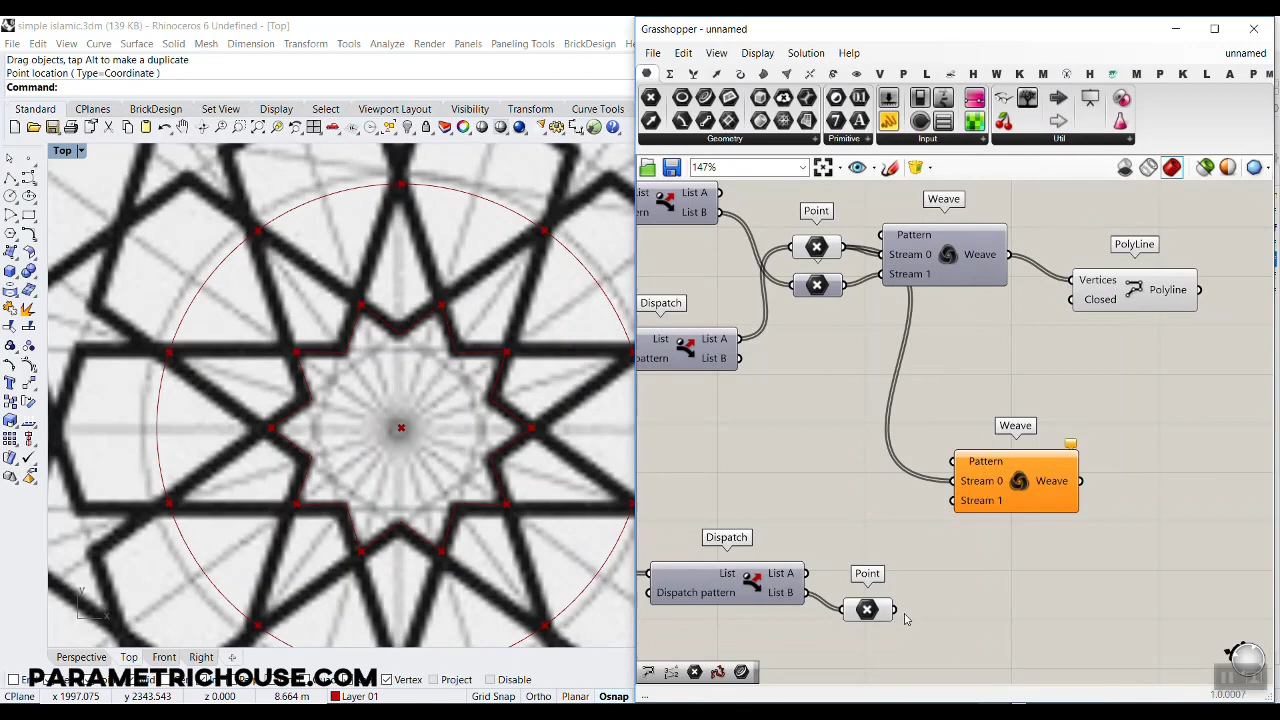 simple islamic.3dm (139 KB) - Rhinoceros 6 Undefined - [Top]
File Edit View Curve Surface Solid Mesh Dimension Transform Tools Analyze Render Panels Paneling Tools BrickDesign
Drag objects, tap Alt to make a duplicate
Point location ( Type=Coordinate )
Command:
Standard CPlanes BrickDesign Set View Display Select Viewport Layout Visibility Transform Curve Tools
Top
Perspective Top Front Right
Vertex Project Disable
CPlane x 1997.075 y 2343.543 z 0.000 8.664 m Layer 01 Grid Snap Ortho Planar Osnap
PARAMETRICHOUSE.COM
Grasshopper - unnamed
File Edit View Display Solution Help unnamed
V P L H K M H M P K L A P
Geometry Primitive Input Util
147%
List A
List B
Point
Weave
Pattern
Stream 0 Weave
Stream 1
PolyLine
Vertices
Closed
Polyline
Dispatch
List List A
pattern List B
Weave
Pattern
Stream 0 Weave
Stream 1
Dispatch
List List A
Dispatch pattern List B
Point
...
1.0.0007